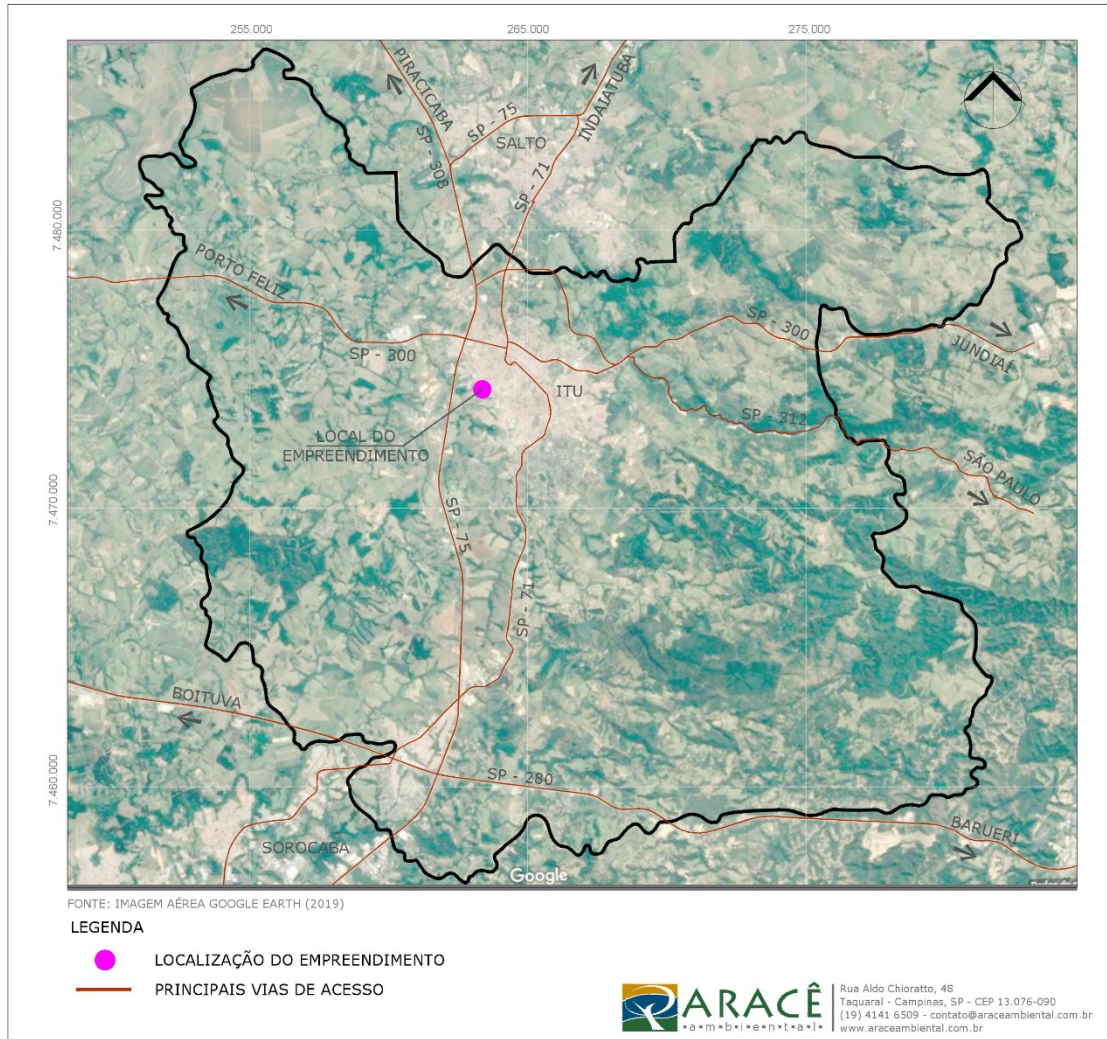 255.000
265.000
275.000
7.480.000
7.470.000
7.460.000
PIRACICABA
SP - 308
SP - 75
SALTO
INDAIATUBA
SP - 71
PORTO FELIZ
SP - 300
SP - 300
JUNDIAÍ
ITU
SP - 312
LOCAL DO
EMPREENDIMENTO
SÃO PAULO
SP - 75
SP - 71
BOITUVA
SP - 280
BARUERI
SOROCABA
Google
FONTE: IMAGEM AÉREA GOOGLE EARTH (2019)
LEGENDA
LOCALIZAÇÃO DO EMPREENDIMENTO
PRINCIPAIS VIAS DE ACESSO
ARACÊ
ambiental
Rua Aldo Chioratto, 48
Taquaral - Campinas, SP - CEP 13.076-090
(19) 4141 6509 - contato@araceambiental.com.br
www.araceambiental.com.br